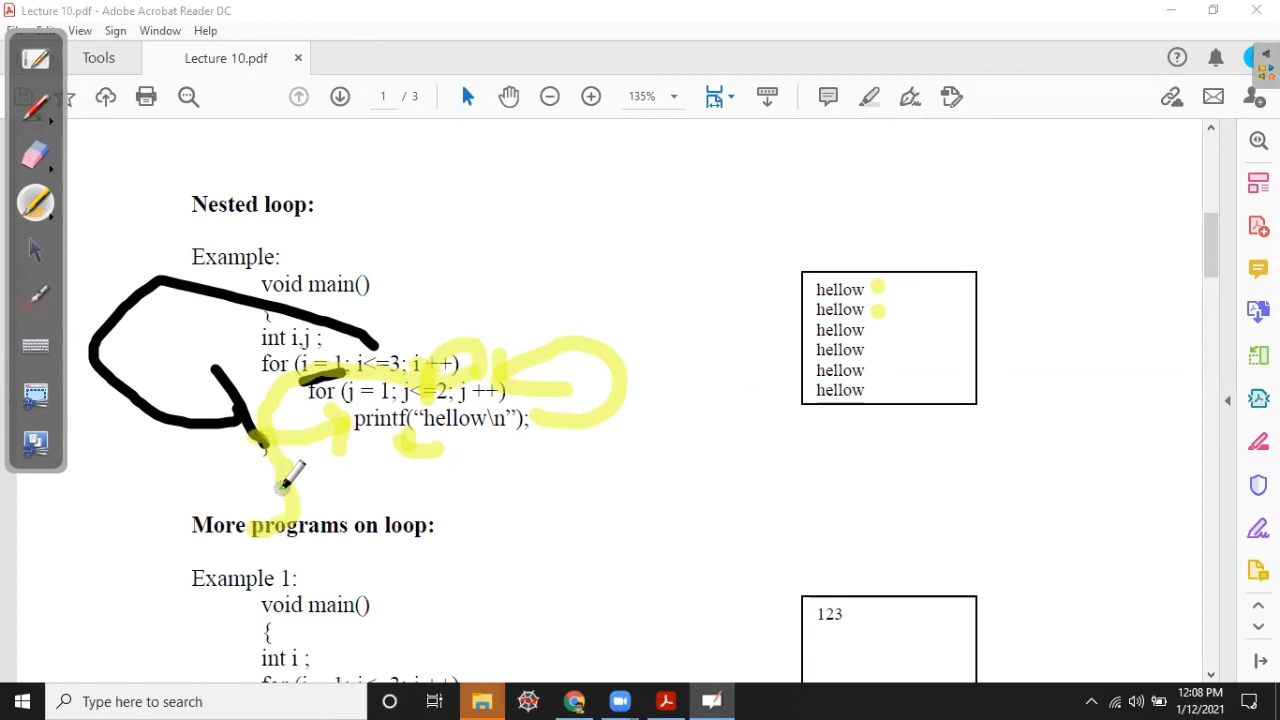 Lecture 10.pdf - Adobe Acrobat Reader DC
View Sign Window Help
Tools Lecture 10.pdf ×
1 / 3 135%
Nested loop:
Example:
void main()
{
int i,j ;
for (i = 1; i<=3; i ++)
for (j = 1; j<=2; j ++)
printf(“hellow\n”);
}
hellow
hellow
hellow
hellow
hellow
hellow
More programs on loop:
Example 1:
void main()
{
int i ;
for (i = 1; i<=3; i ++)
123
Type here to search
12:08 PM
1/12/2021